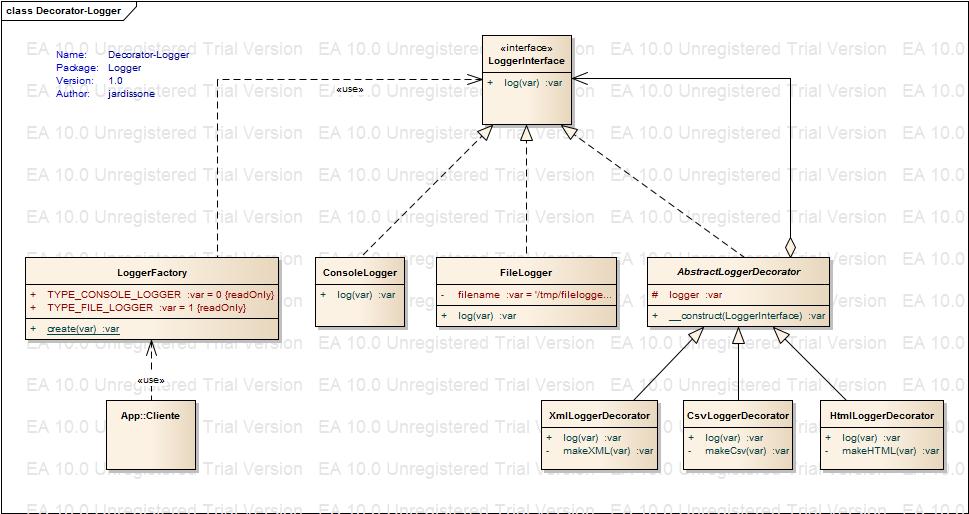 class Decorator-Logger
EA 10.0 Unregistered Trial Version
Name: Decorator-Logger
Package: Logger
Version: 1.0
Author: jardissone
«interface»
LoggerInterface
+ log(var) :var
«use»
LoggerFactory
+ TYPE_CONSOLE_LOGGER :var = 0 {readOnly}
+ TYPE_FILE_LOGGER :var = 1 {readOnly}
+ create(var) :var
ConsoleLogger
+ log(var) :var
FileLogger
- filename :var = '/tmp/filelogge...
+ log(var) :var
AbstractLoggerDecorator
# logger :var
+ __construct(LoggerInterface) :var
«use»
App::Cliente
XmlLoggerDecorator
+ log(var) :var
- makeXML(var) :var
CsvLoggerDecorator
+ log(var) :var
- makeCsv(var) :var
HtmlLoggerDecorator
+ log(var) :var
- makeHTML(var) :var